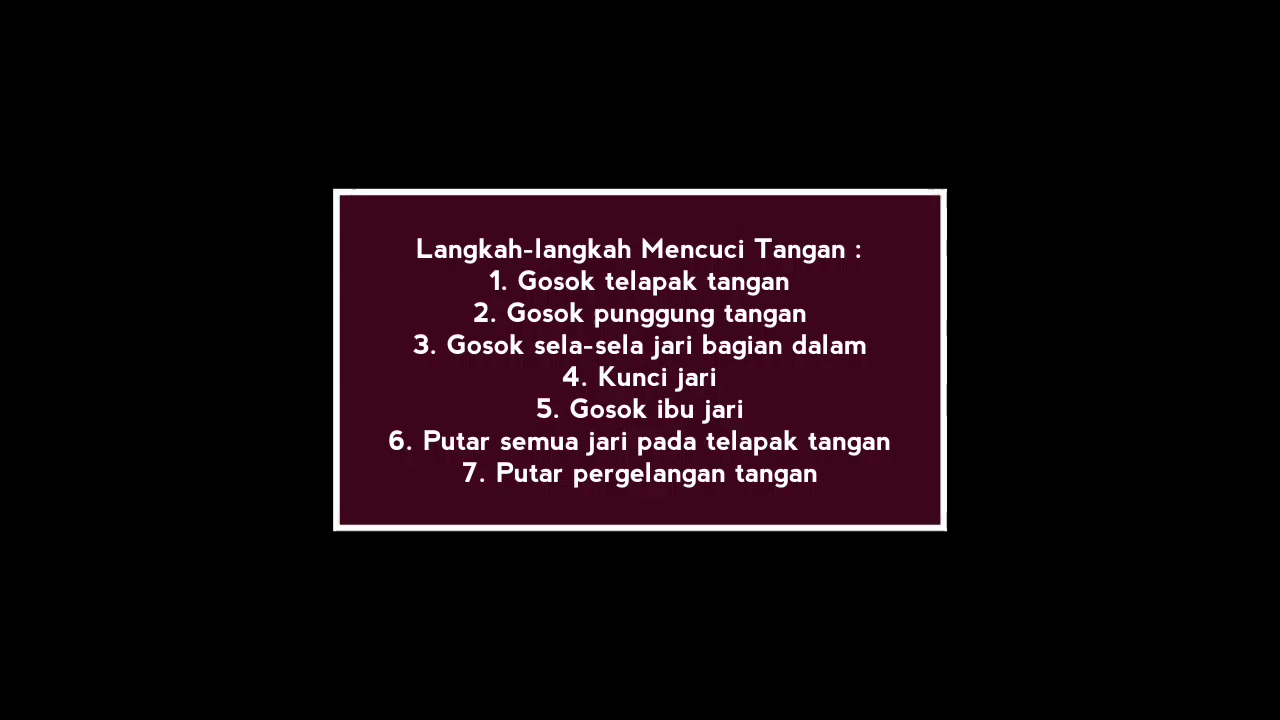 Langkah-langkah Mencuci Tangan :
1. Gosok telapak tangan
2. Gosok punggung tangan
3. Gosok sela-sela jari bagian dalam
4. Kunci jari
5. Gosok ibu jari
6. Putar semua jari pada telapak tangan
7. Putar pergelangan tangan